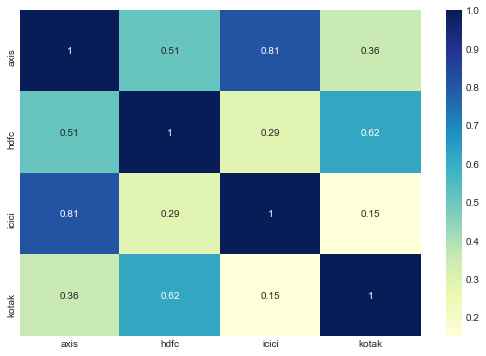 axis 1 0.51 0.81 0.36
hdfc 0.51 1 0.29 0.62
icici 0.81 0.29 1 0.15
kotak 0.36 0.62 0.15 1
axis hdfc icici kotak
1.0
0.9
0.8
0.7
0.6
0.5
0.4
0.3
0.2